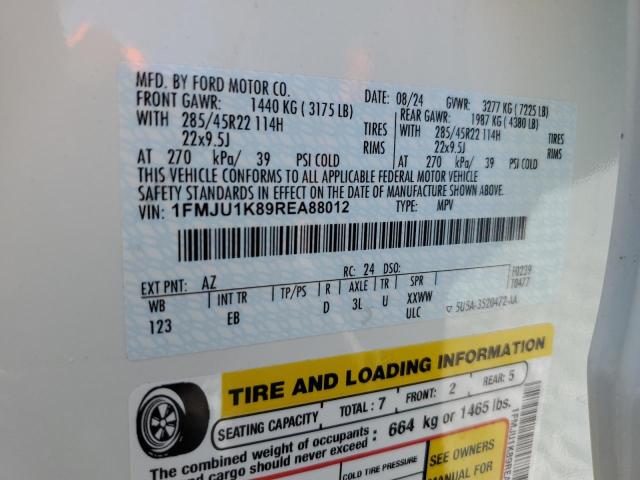 MFD. BY FORD MOTOR CO.
DATE: 08/24 GVWR: 3277 KG ( 7225 LB)
FRONT GAWR: 1440 KG ( 3175 LB)
REAR GAWR: 1987 KG ( 4380 LB)
WITH 285/45R22 114H TIRES
22x9.5J RIMS
WITH 285/45R22 114H TIRES
22x9.5J RIMS
AT 270 kPa/ 39 PSI COLD
AT 270 kPa/ 39 PSI COLD
THIS VEHICLE CONFORMS TO ALL APPLICABLE FEDERAL MOTOR VEHICLE
SAFETY STANDARDS IN EFFECT ON THE DATE OF MANUFACTURE SHOWN ABOVE.
VIN: 1FMJU1K89REA88012 TYPE: MPV
EXT PNT: AZ RC: 24 DSO: F0239
T0477
WB INT TR TP/PS R AXLE TR SPR
123 EB D 3L U XXWW
ULC 5U5A-3520472-AA
TIRE AND LOADING INFORMATION
SEATING CAPACITY TOTAL: 7 FRONT: 2 REAR: 5
The combined weight of occupants
and cargo should never exceed: 664 kg or 1465 lbs.
COLD TIRE PRESSURE
SEE OWNERS
MANUAL FOR